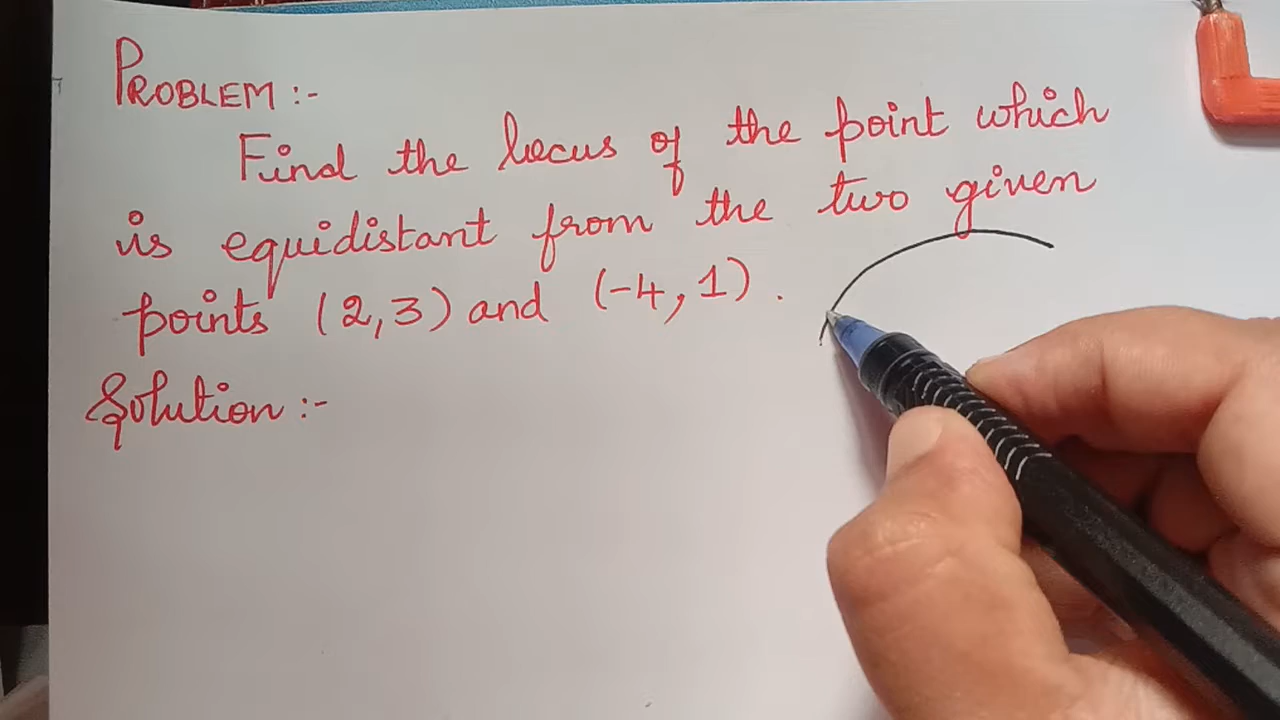 PROBLEM :-
Find the locus of the point which
is equidistant from the two given
points (2,3) and (-4,1).
Solution :-